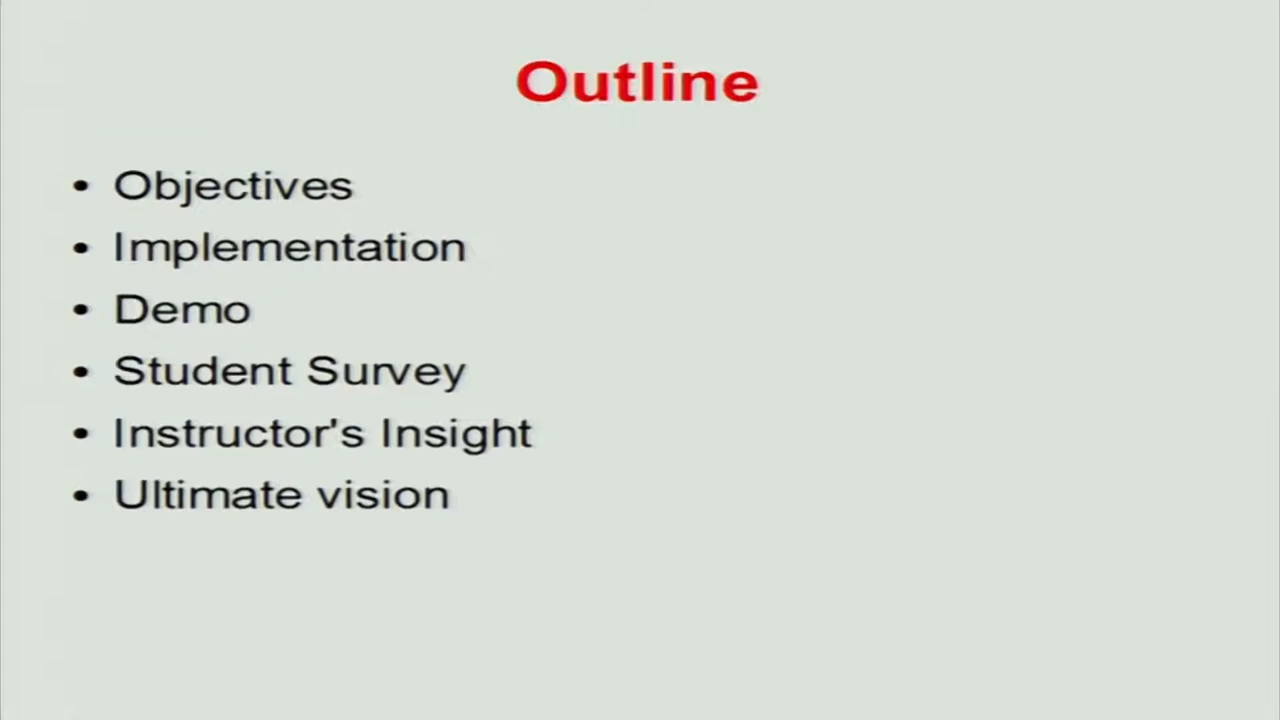 Outline
• Objectives
• Implementation
• Demo
• Student Survey
• Instructor's Insight
• Ultimate vision